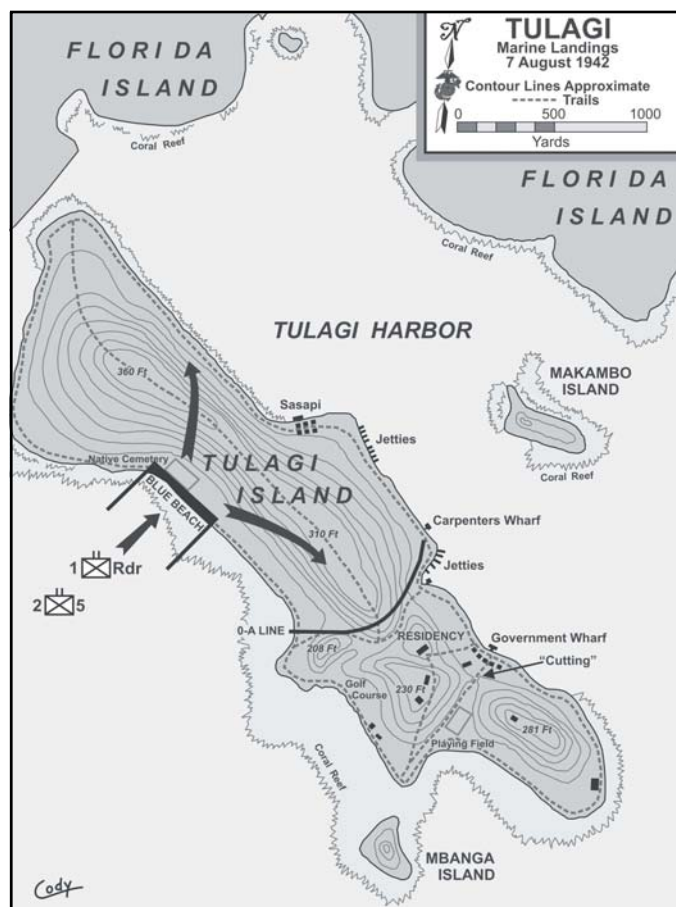 TULAGI
Marine Landings
7 August 1942
N
Contour Lines Approximate
Trails
0 500 1000
Yards
FLORIDA
ISLAND
Coral Reef
FLORIDA
ISLAND
Coral Reef
TULAGI HARBOR
MAKAMBO
ISLAND
Coral Reef
360 Ft
Sasapi
Jetties
Native Cemetery
TULAGI
ISLAND
BLUE BEACH
310 Ft
Carpenters Wharf
Jetties
1 Rdr
2 5
0-A LINE
208 Ft
RESIDENCY
Government Wharf
“Cutting”
Golf
Course
230 Ft
281 Ft
Playing Field
Coral Reef
MBANGA
ISLAND
Cody